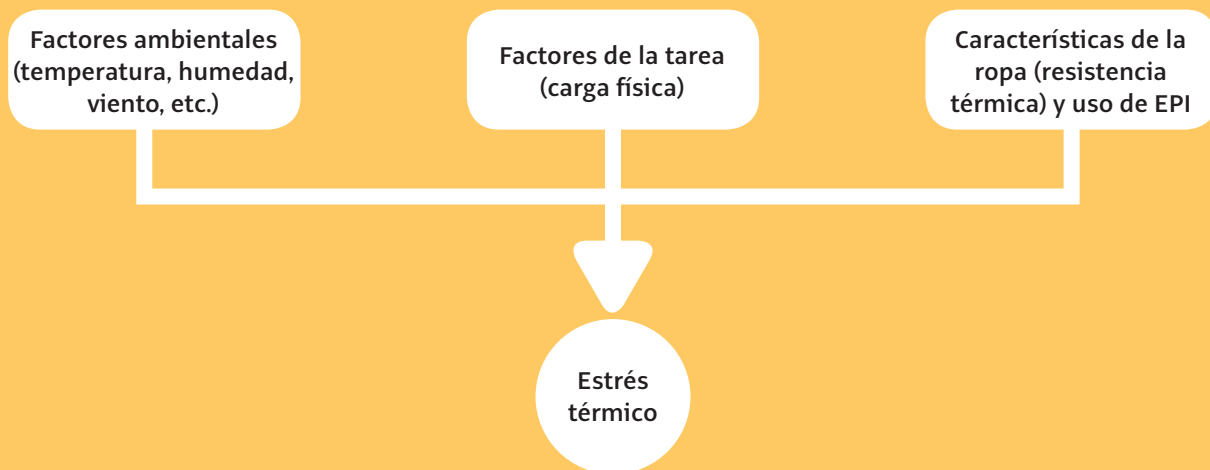 Factores ambientales
(temperatura, humedad,
viento, etc.)
Factores de la tarea
(carga física)
Características de la
ropa (resistencia
térmica) y uso de EPI
Estrés
térmico